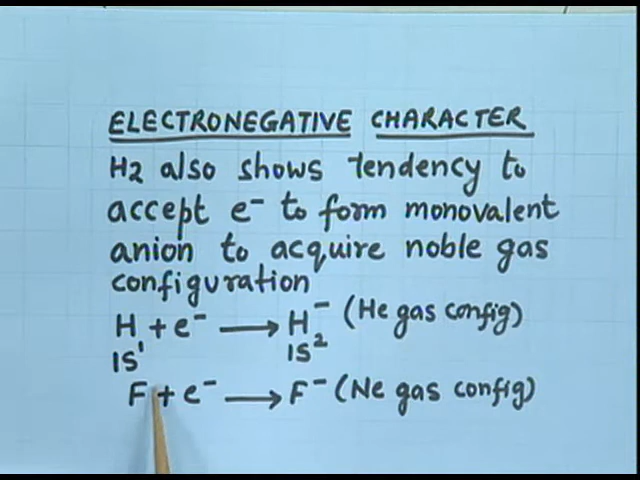 ELECTRONEGATIVE CHARACTER
H2 also shows tendency to
accept e⁻ to form monovalent
anion to acquire noble gas
configuration
H + e⁻ ⟶ H⁻ (He gas config)
1S¹ 1S²
F + e⁻ ⟶ F⁻ (Ne gas config)